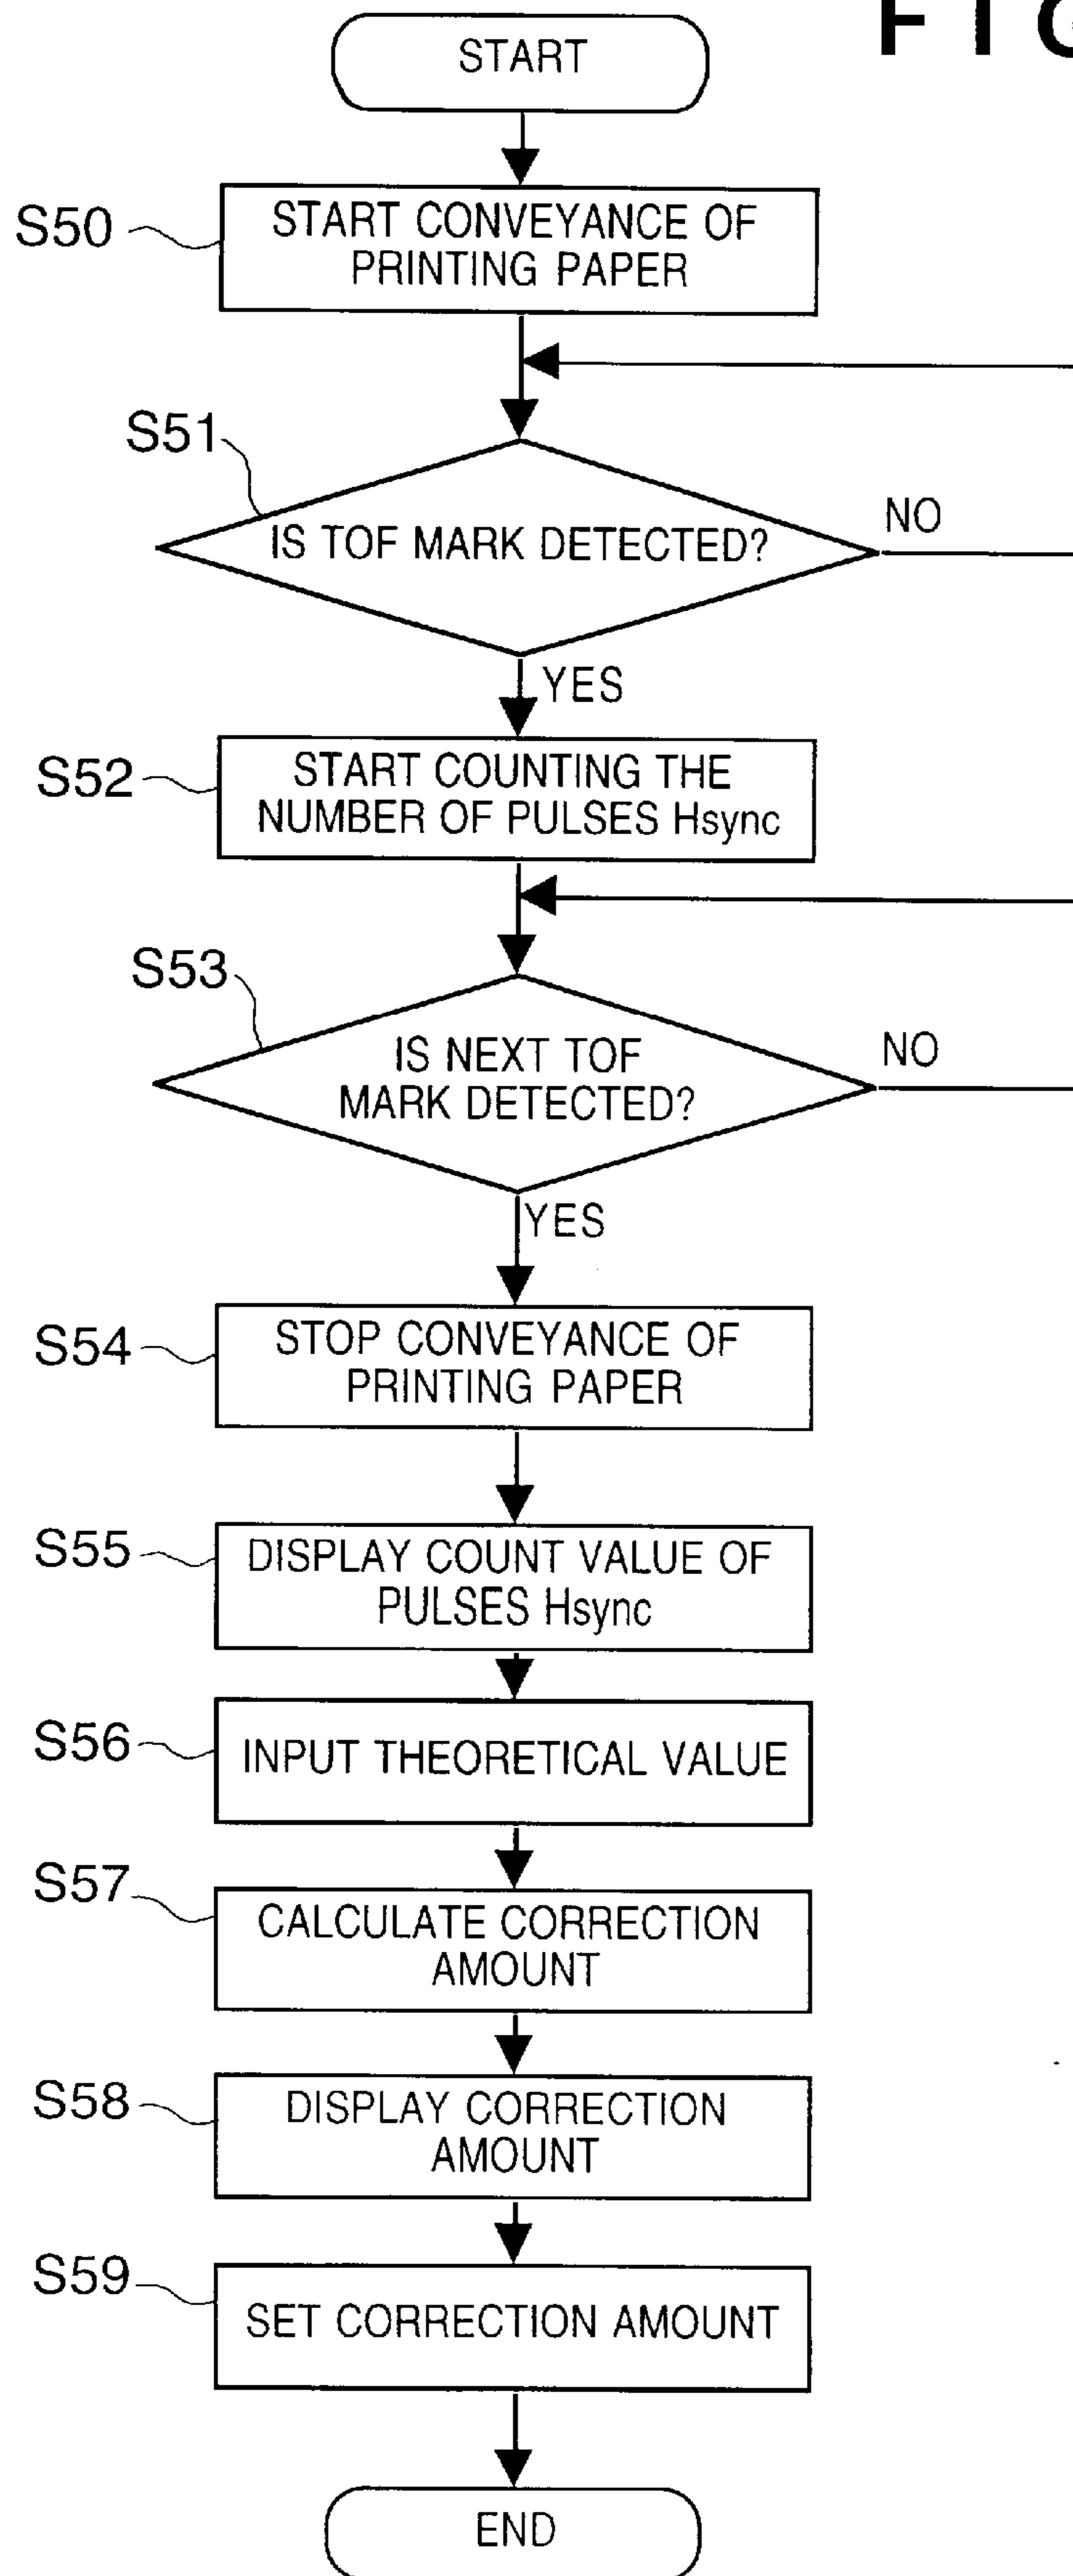 FIG
START
S50
START CONVEYANCE OF
PRINTING PAPER
S51
IS TOF MARK DETECTED?
NO
YES
S52
START COUNTING THE
NUMBER OF PULSES Hsync
S53
IS NEXT TOF
MARK DETECTED?
NO
YES
S54
STOP CONVEYANCE OF
PRINTING PAPER
S55
DISPLAY COUNT VALUE OF
PULSES Hsync
S56
INPUT THEORETICAL VALUE
S57
CALCULATE CORRECTION
AMOUNT
S58
DISPLAY CORRECTION
AMOUNT
S59
SET CORRECTION AMOUNT
END